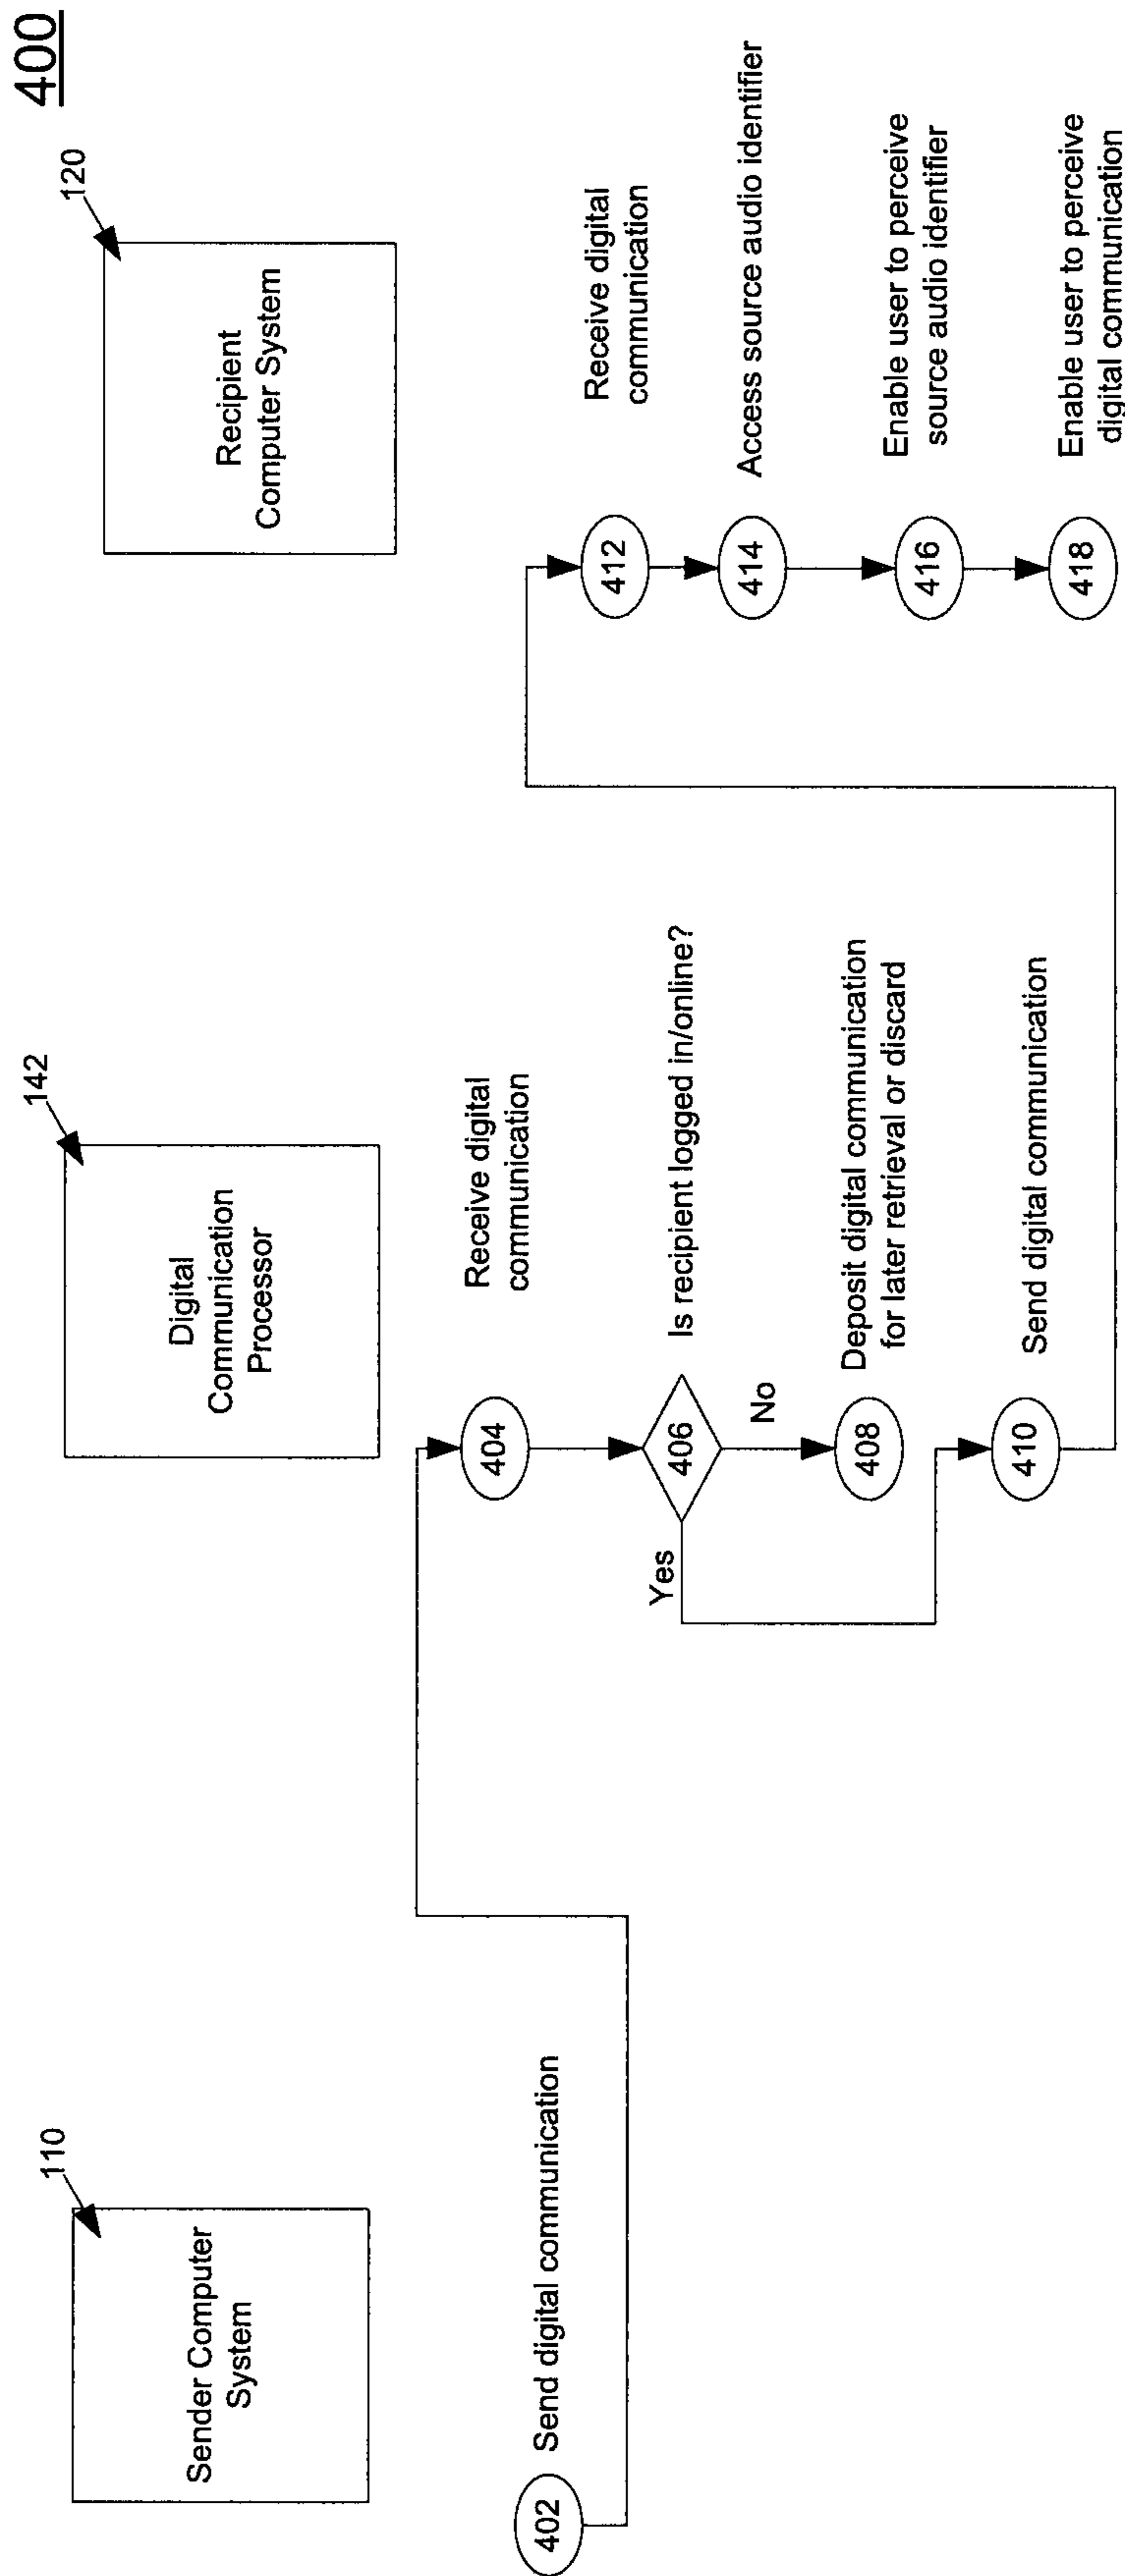 400
110
Sender Computer
System
142
Digital
Communication
Processor
120
Recipient
Computer System
402
Send digital communication
404
Receive digital
communication
406
Is recipient logged in/online?
Yes
No
408
Deposit digital communication
for later retrieval or discard
410
Send digital communication
412
Receive digital
communication
414
Access source audio identifier
416
Enable user to perceive
source audio identifier
418
Enable user to perceive
digital communication